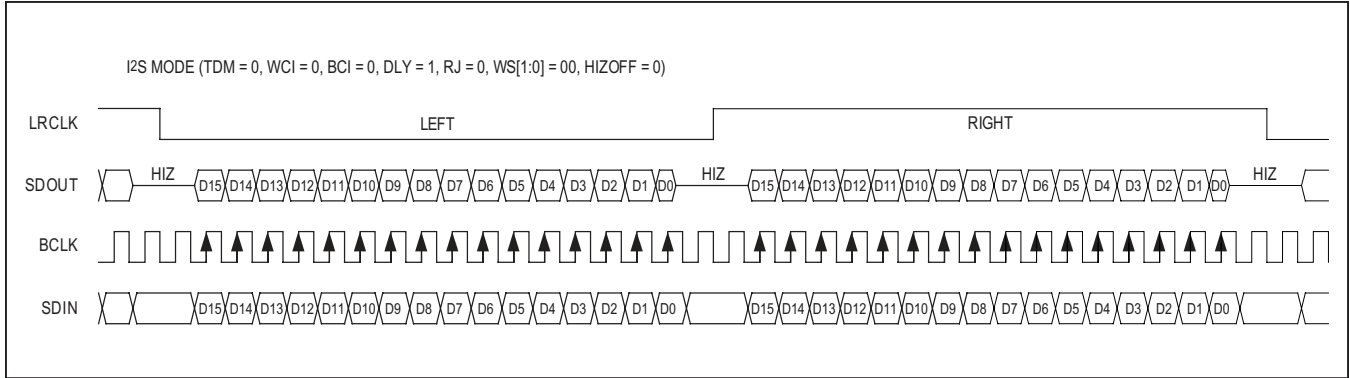 I2S MODE (TDM = 0, WCI = 0, BCI = 0, DLY = 1, RJ = 0, WS[1:0] = 00, HIZOFF = 0)
LRCLK LEFT RIGHT
SDOUT HIZ D15 D14 D13 D12 D11 D10 D9 D8 D7 D6 D5 D4 D3 D2 D1 D0 HIZ D15 D14 D13 D12 D11 D10 D9 D8 D7 D6 D5 D4 D3 D2 D1 D0 HIZ
BCLK
SDIN D15 D14 D13 D12 D11 D10 D9 D8 D7 D6 D5 D4 D3 D2 D1 D0 D15 D14 D13 D12 D11 D10 D9 D8 D7 D6 D5 D4 D3 D2 D1 D0